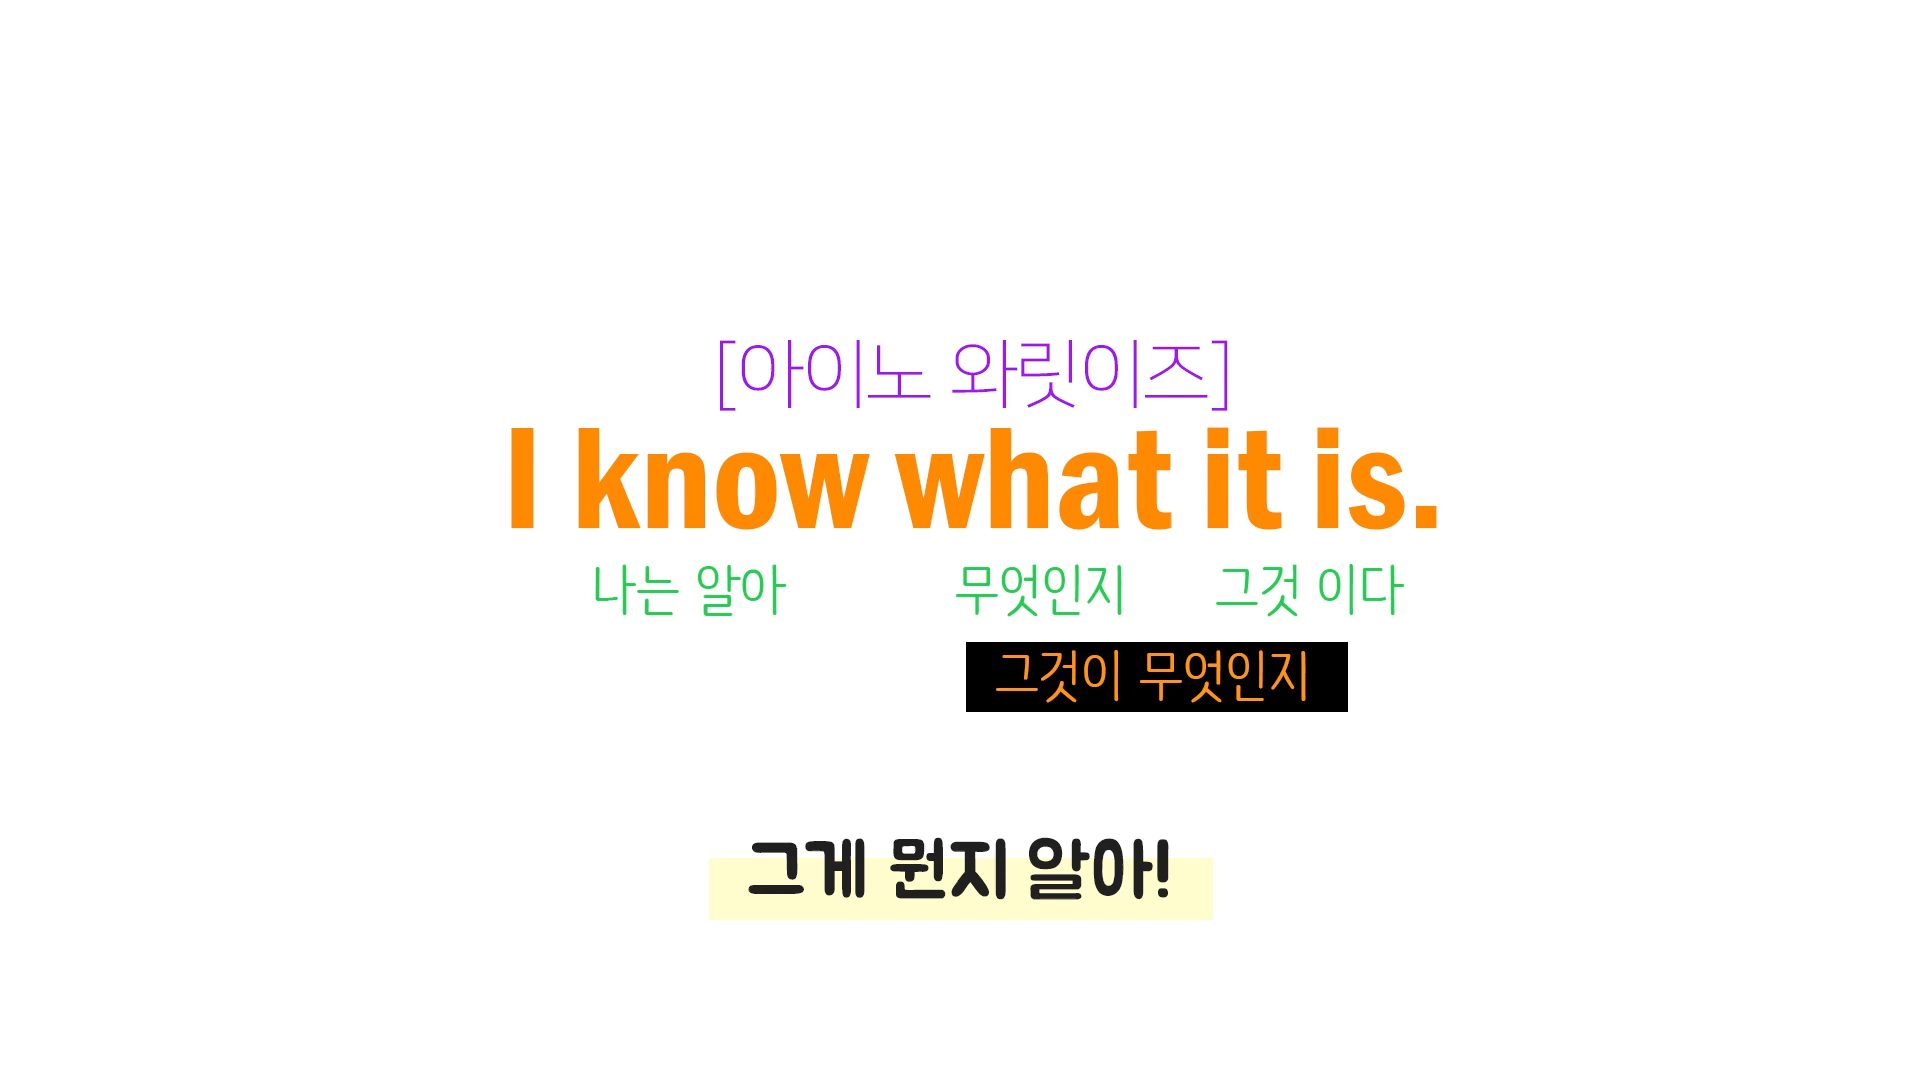 [아이노 와릿이즈]
I know what it is.
나는 알아 무엇인지 그것 이다
그것이 무엇인지
그게 뭔지 알아!